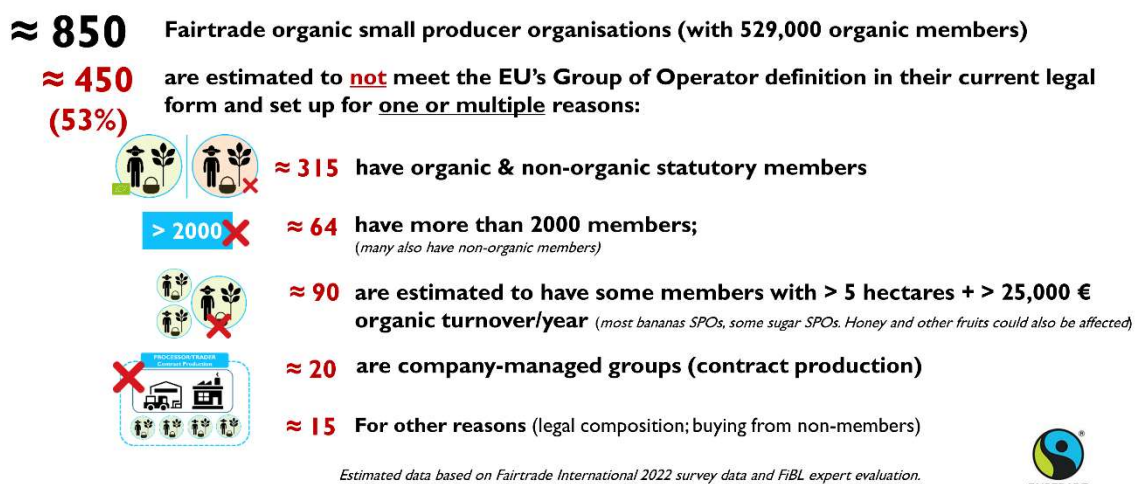 ≈ 850 Fairtrade organic small producer organisations (with 529,000 organic members)
≈ 450 are estimated to not meet the EU's Group of Operator definition in their current legal
(53%) form and set up for one or multiple reasons:
≈ 315 have organic & non-organic statutory members
> 2000 ≈ 64 have more than 2000 members;
(many also have non-organic members)
≈ 90 are estimated to have some members with > 5 hectares + > 25,000 €
organic turnover/year (most bananas SPOs, some sugar SPOs. Honey and other fruits could also be affected)
PROCESSOR/TRADER
Contract Production
≈ 20 are company-managed groups (contract production)
≈ 15 For other reasons (legal composition; buying from non-members)
Estimated data based on Fairtrade International 2022 survey data and FiBL expert evaluation.
®